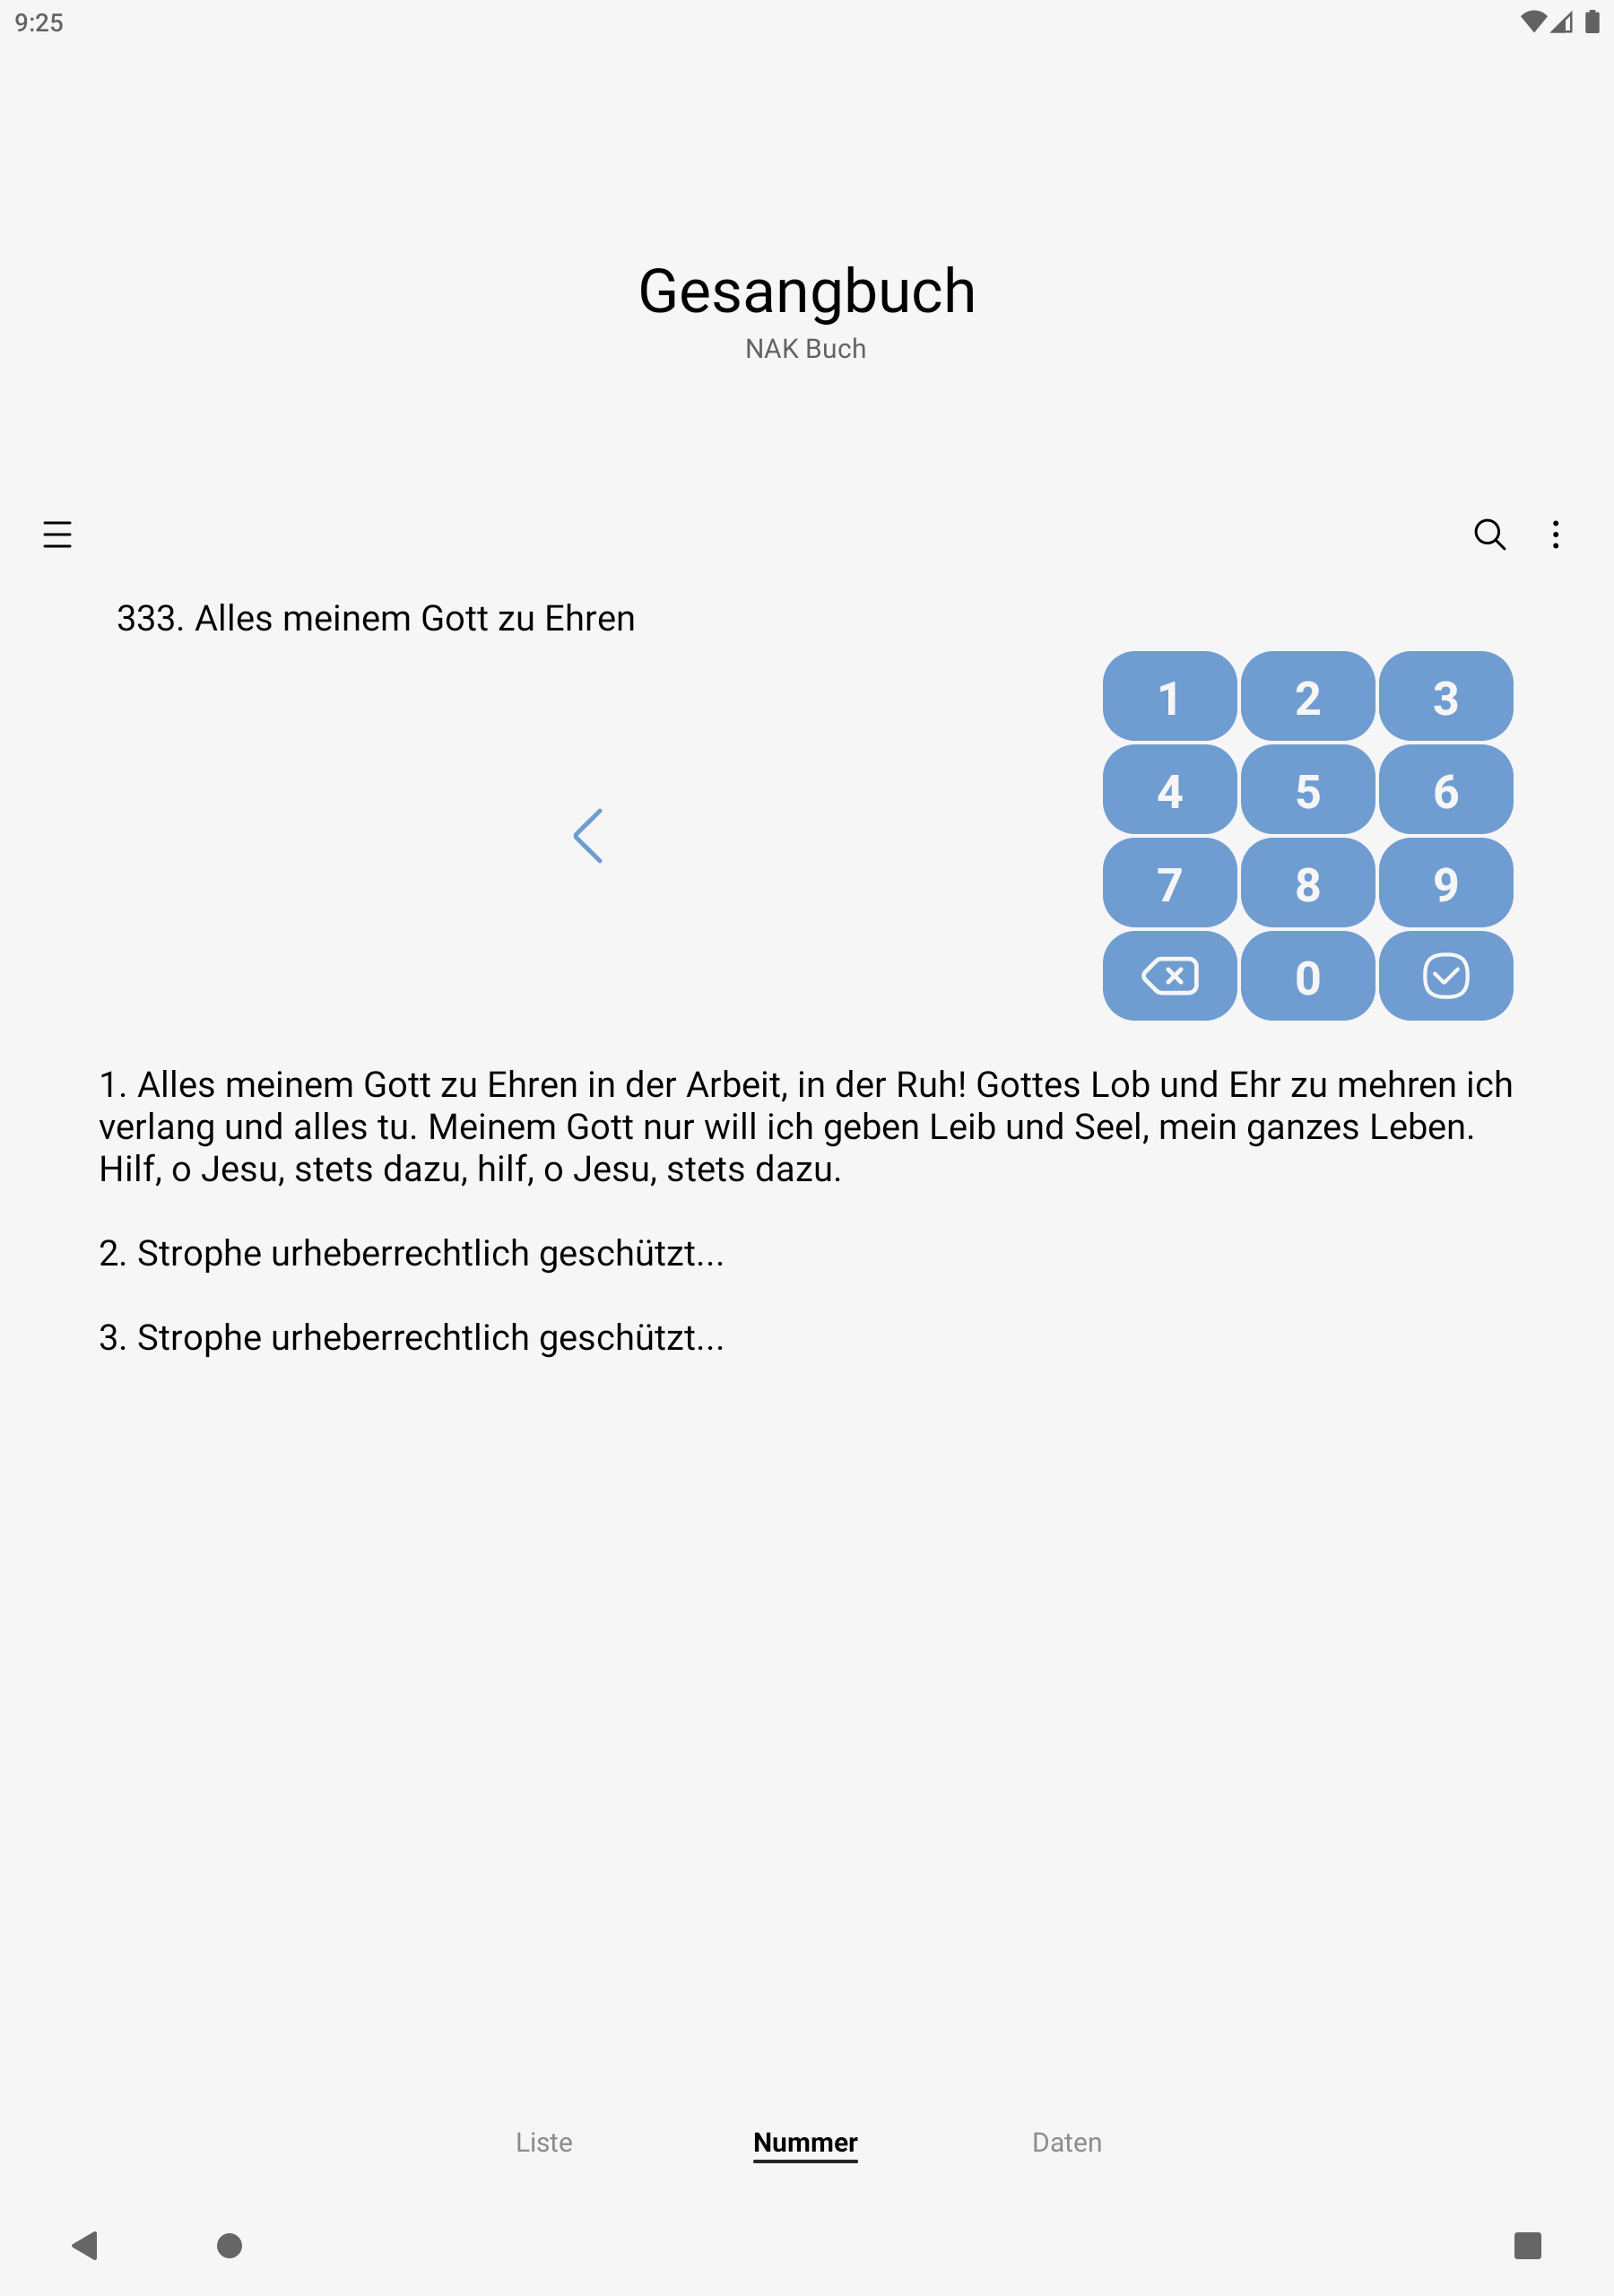 9:25
Gesangbuch
NAK Buch
333. Alles meinem Gott zu Ehren
1 2 3
4 5 6
7 8 9
0
1. Alles meinem Gott zu Ehren in der Arbeit, in der Ruh! Gottes Lob und Ehr zu mehren ich
verlang und alles tu. Meinem Gott nur will ich geben Leib und Seel, mein ganzes Leben.
Hilf, o Jesu, stets dazu, hilf, o Jesu, stets dazu.
2. Strophe urheberrechtlich geschützt...
3. Strophe urheberrechtlich geschützt...
Liste Nummer Daten